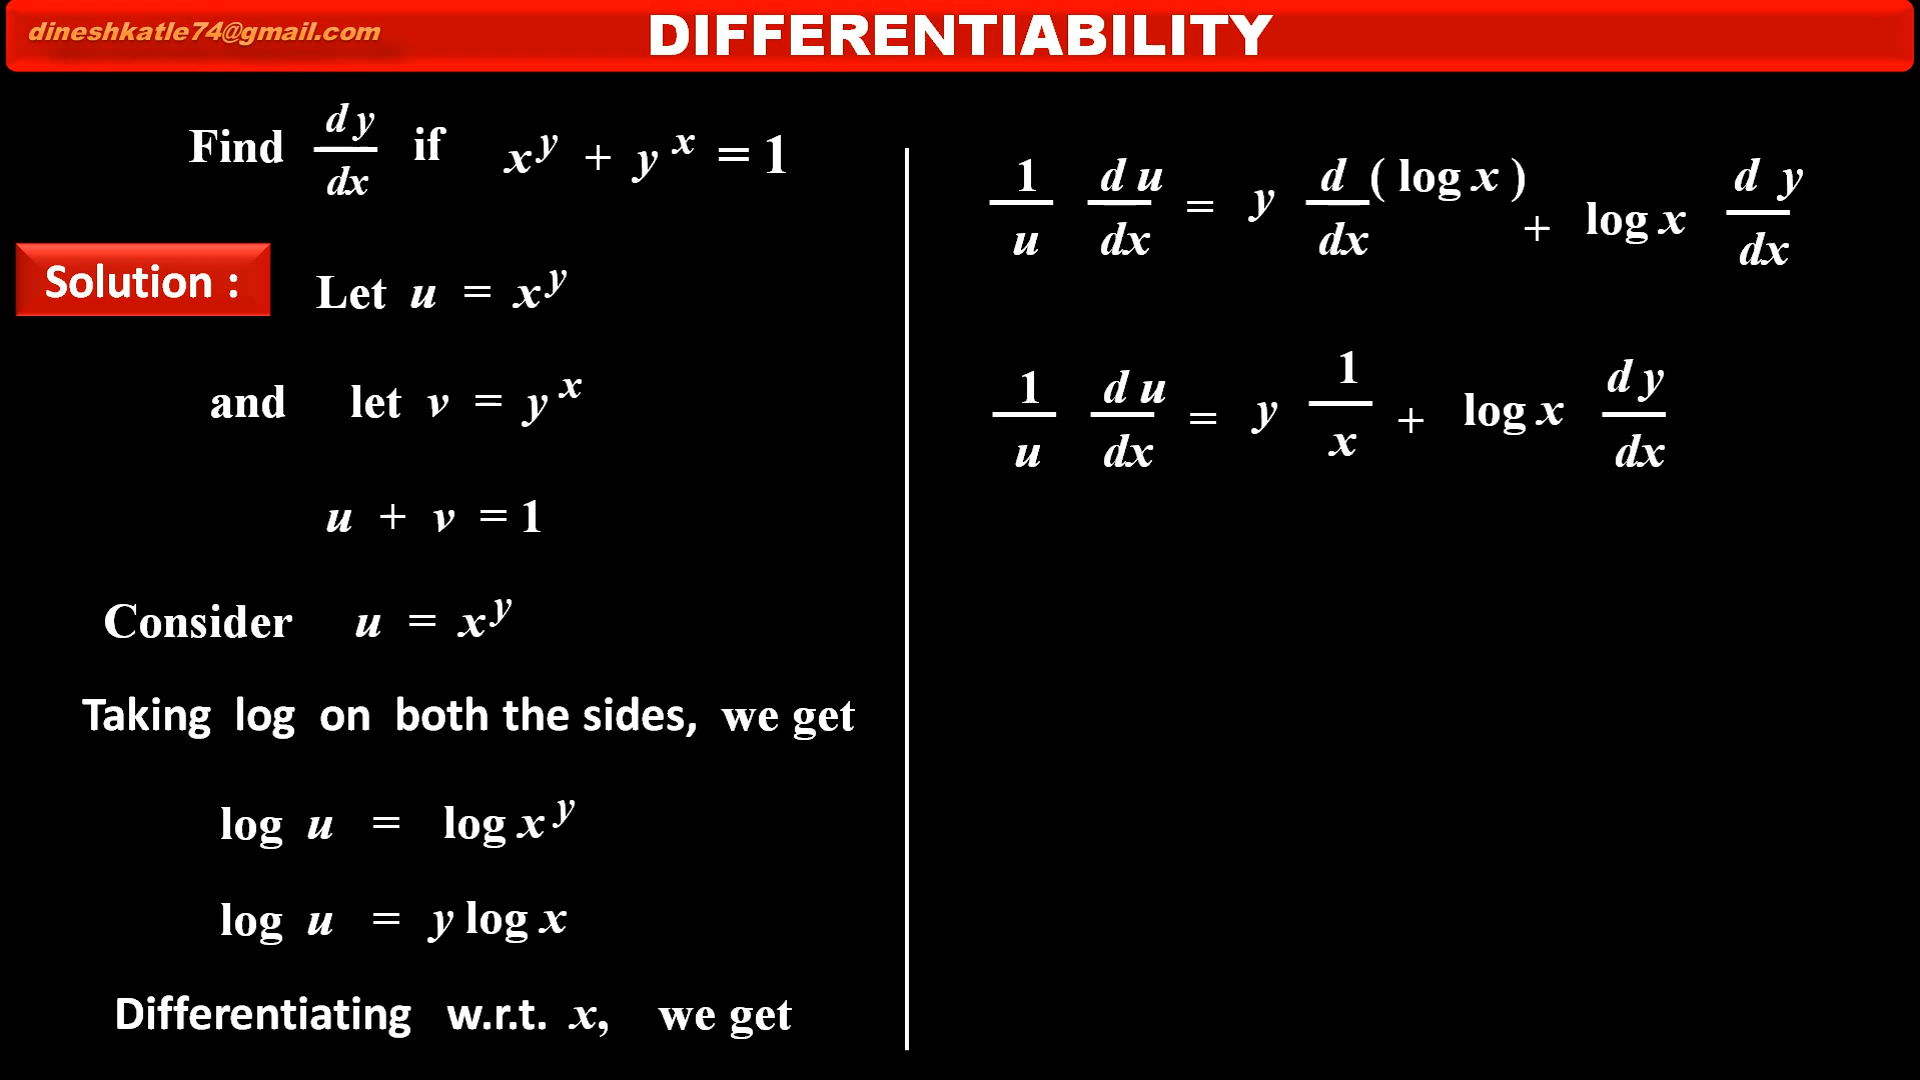 dineshkatle74@gmail.com
DIFFERENTIABILITY
Find dy/dx if x^y + y^x = 1
Solution :
Let u = x^y
and let v = y^x
u + v = 1
Consider u = x^y
Taking log on both the sides, we get
log u = log x^y
log u = y log x
Differentiating w.r.t. x, we get
1/u du/dx = y d/dx ( log x ) + log x dy/dx
1/u du/dx = y 1/x + log x dy/dx